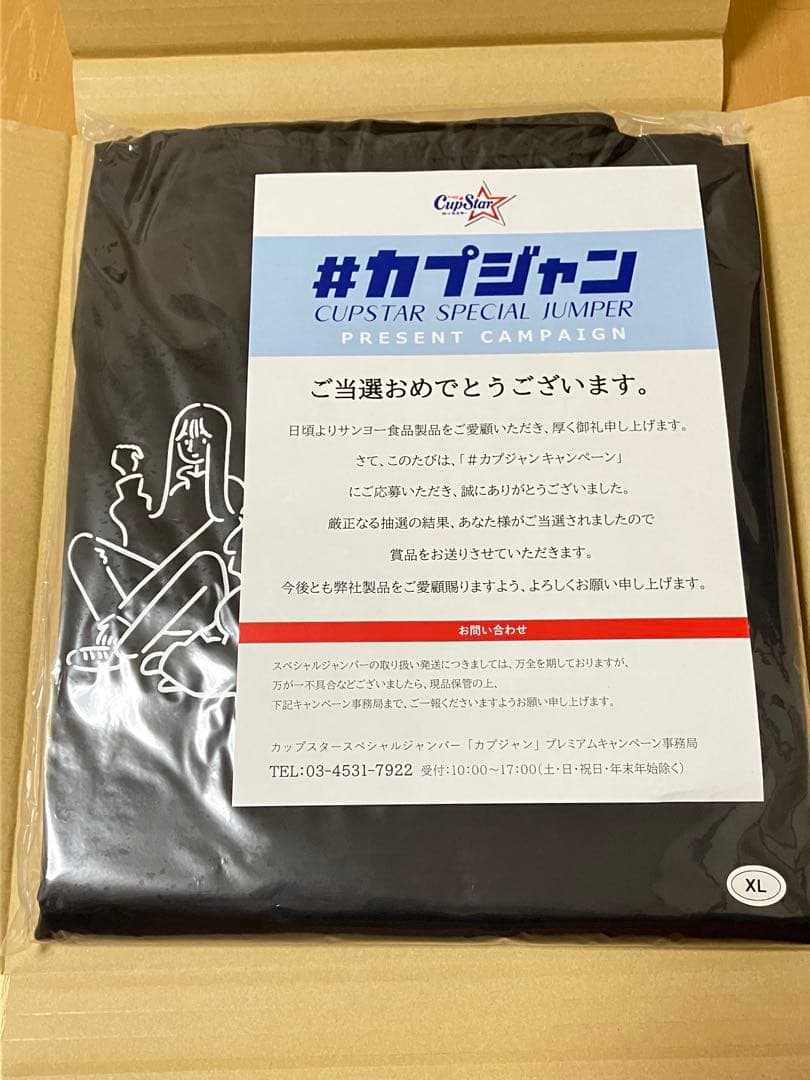 CupStar
#カプジャン
CUPSTAR SPECIAL JUMPER
PRESENT CAMPAIGN
ご当選おめでとうございます。
日頃よりサンヨー食品製品をご愛顧いただき、厚く御礼申し上げます。
さて、このたびは、「#カプジャンキャンペーン」
にご応募いただき、誠にありがとうございました。
厳正なる抽選の結果、あなた様がご当選されましたので
賞品をお送りさせていただきます。
今後とも弊社製品をご愛顧賜りますよう、よろしくお願い申し上げます。
お問い合わせ
スペシャルジャンパーの取り扱い発送につきましては、万全を期しておりますが、
万が一不具合などございましたら、現品保管の上、
下記キャンペーン事務局まで、ご一報くださいますようお願い申し上げます。
カップスタースペシャルジャンパー「カプジャン」プレミアムキャンペーン事務局
TEL:03-4531-7922 受付:10:00〜17:00(土・日・祝日・年末年始除く)
XL